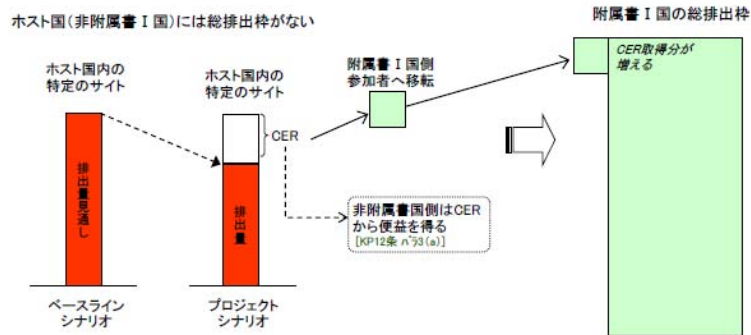 ホスト国(非附属書Ⅰ国)には総排出枠がない
附属書Ⅰ国の総排出枠
ホスト国内の
特定のサイト
ホスト国内の
特定のサイト
附属書Ⅰ国側
参加者へ移転
CER取得分が
増える
CER
排出量見通し
排出量
非附属書国側はCER
から便益を得る
[KP12条 パラ3(a)]
ベースライン
シナリオ
プロジェクト
シナリオ